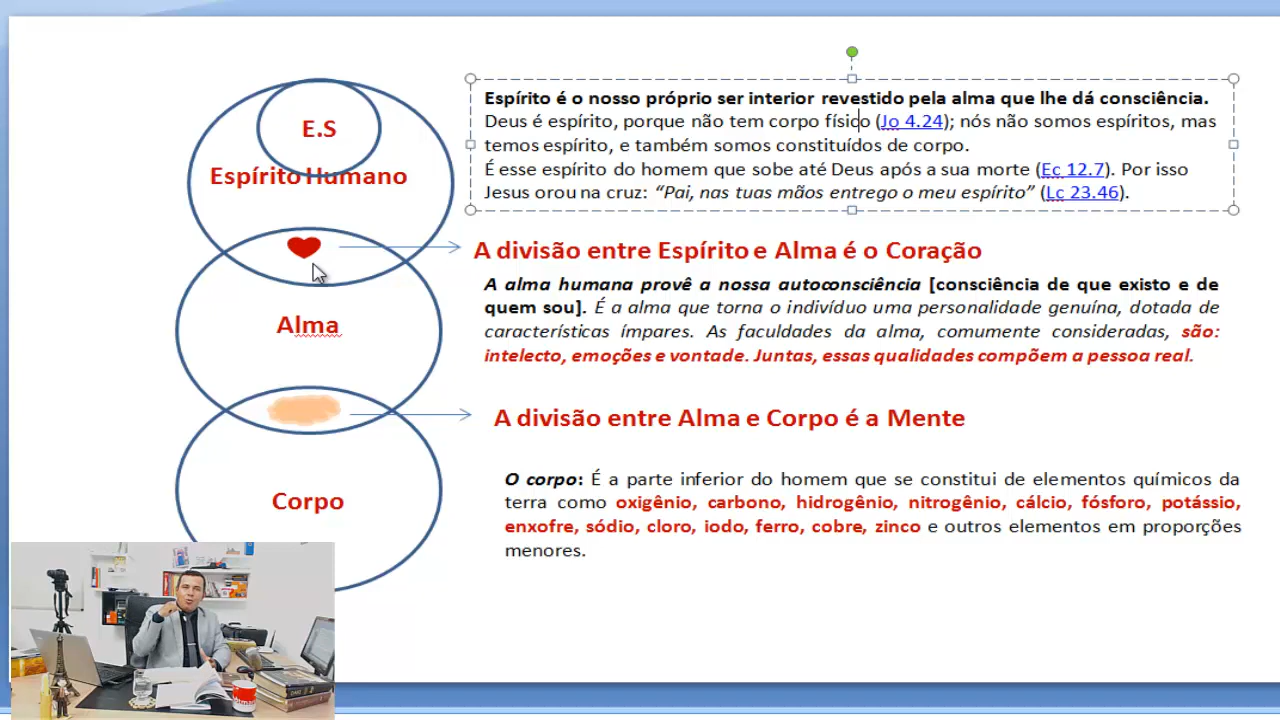 E.S
Espírito Humano
Espírito é o nosso próprio ser interior revestido pela alma que lhe dá consciência.
Deus é espírito, porque não tem corpo físico (Jo 4.24); nós não somos espíritos, mas
temos espírito, e também somos constituídos de corpo.
É esse espírito do homem que sobe até Deus após a sua morte (Ec 12.7). Por isso
Jesus orou na cruz: “Pai, nas tuas mãos entrego o meu espírito” (Lc 23.46).
A divisão entre Espírito e Alma é o Coração
A alma humana provê a nossa autoconsciência [consciência de que existo e de
quem sou]. É a alma que torna o indivíduo uma personalidade genuína, dotada de
características ímpares. As faculdades da alma, comumente consideradas, são:
intelecto, emoções e vontade. Juntas, essas qualidades compõem a pessoa real.
Alma
A divisão entre Alma e Corpo é a Mente
Corpo
O corpo: É a parte inferior do homem que se constitui de elementos químicos da
terra como oxigênio, carbono, hidrogênio, nitrogênio, cálcio, fósforo, potássio,
enxofre, sódio, cloro, iodo, ferro, cobre, zinco e outros elementos em proporções
menores.